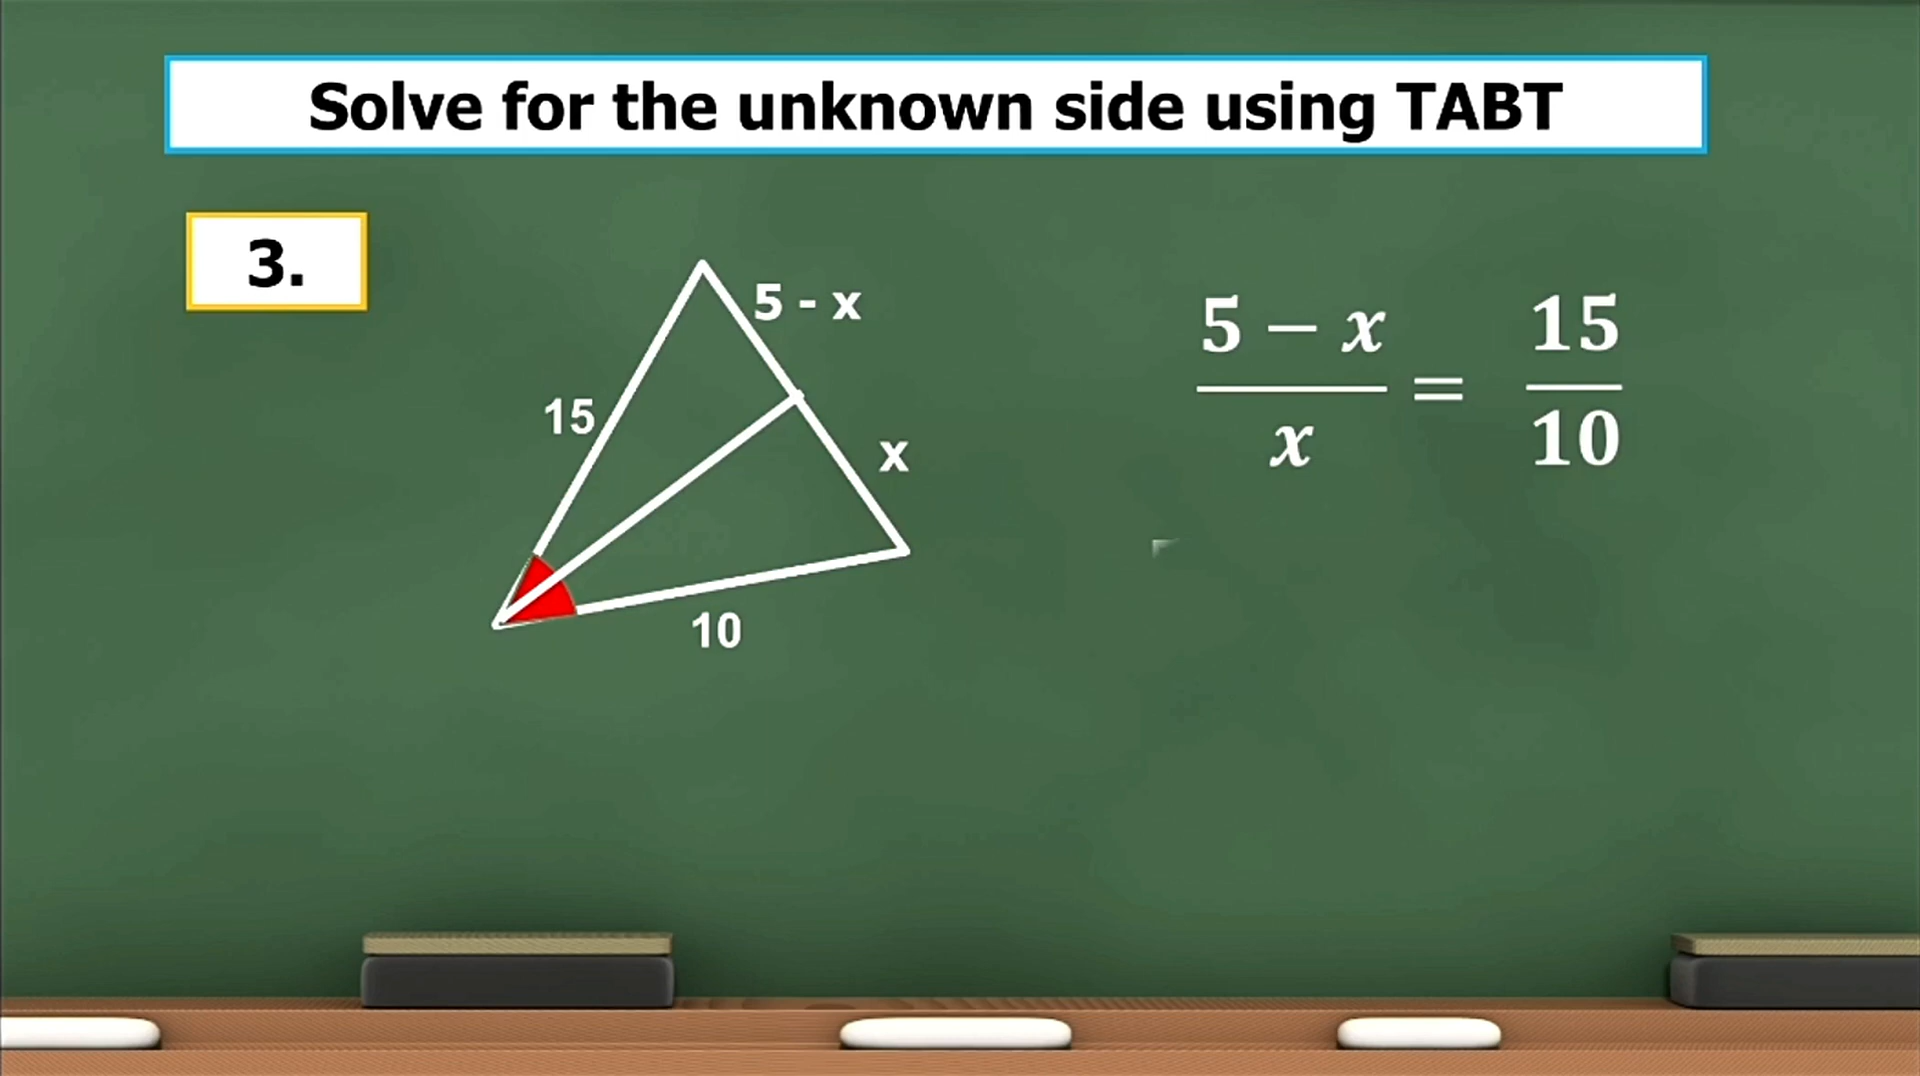 Solve for the unknown side using TABT
3.
5 - x
15
x
10
5 − x / x = 15 / 10